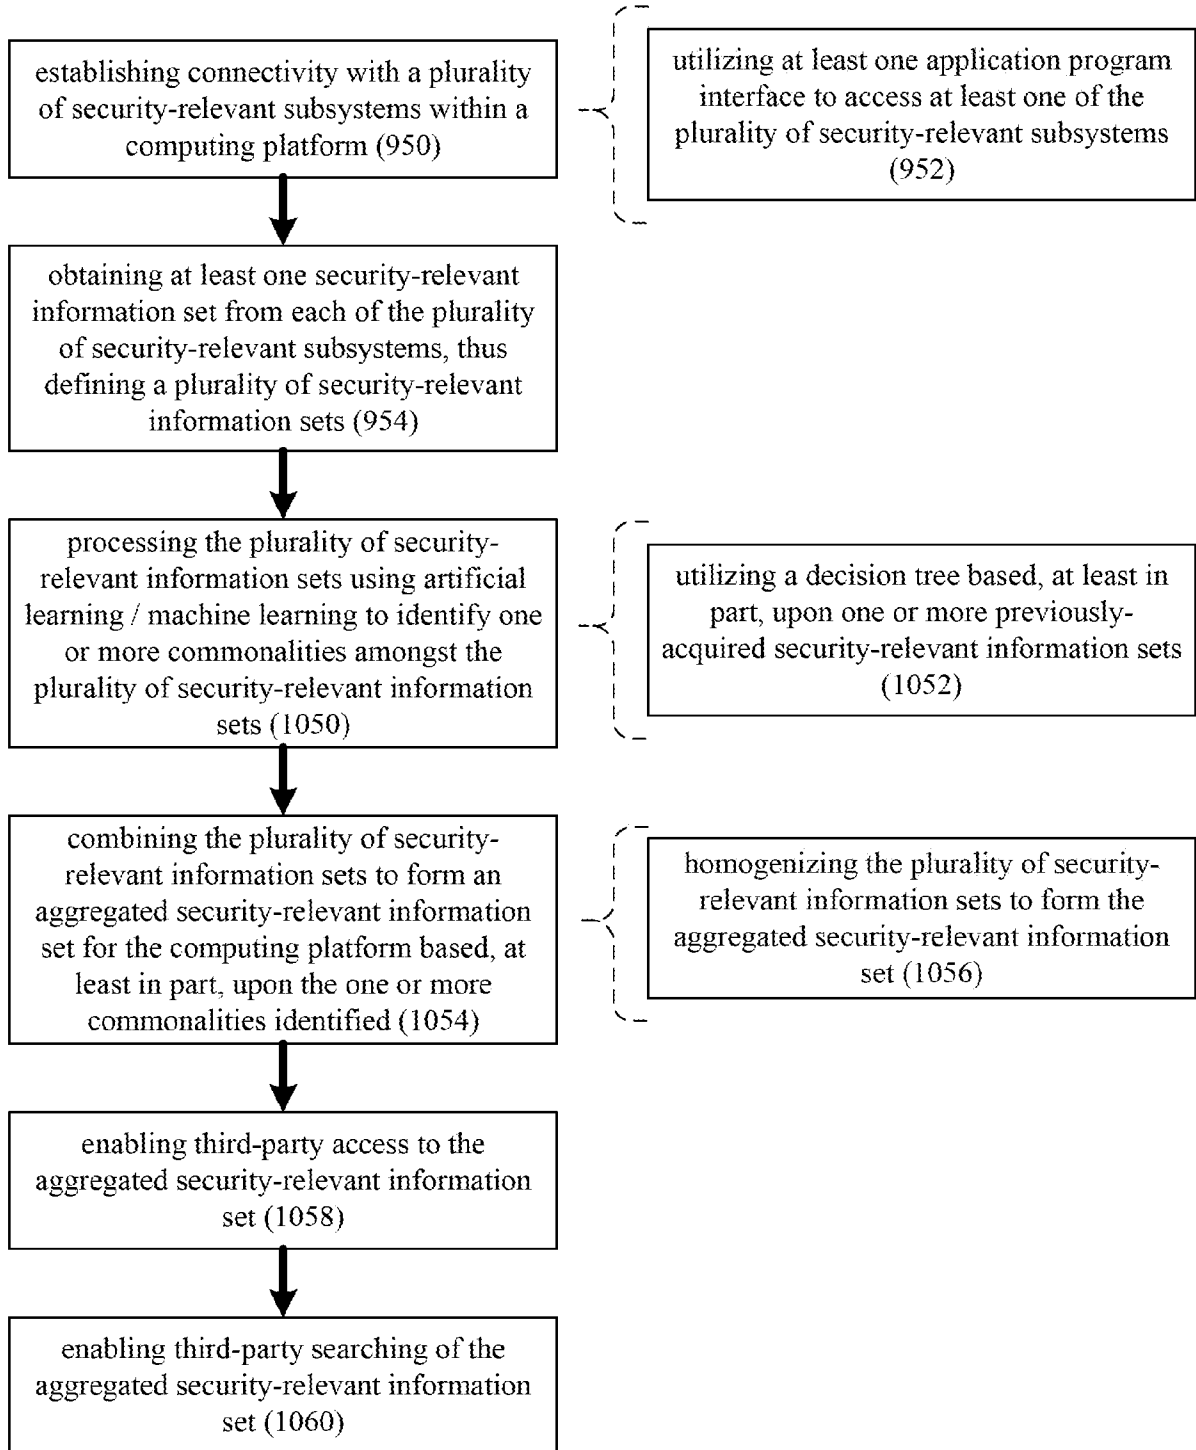 establishing connectivity with a plurality
of security-relevant subsystems within a
computing platform (950)
utilizing at least one application program
interface to access at least one of the
plurality of security-relevant subsystems
(952)
obtaining at least one security-relevant
information set from each of the plurality
of security-relevant subsystems, thus
defining a plurality of security-relevant
information sets (954)
processing the plurality of security-
relevant information sets using artificial
learning / machine learning to identify one
or more commonalities amongst the
plurality of security-relevant information
sets (1050)
utilizing a decision tree based, at least in
part, upon one or more previously-
acquired security-relevant information sets
(1052)
combining the plurality of security-
relevant information sets to form an
aggregated security-relevant information
set for the computing platform based, at
least in part, upon the one or more
commonalities identified (1054)
homogenizing the plurality of security-
relevant information sets to form the
aggregated security-relevant information
set (1056)
enabling third-party access to the
aggregated security-relevant information
set (1058)
enabling third-party searching of the
aggregated security-relevant information
set (1060)